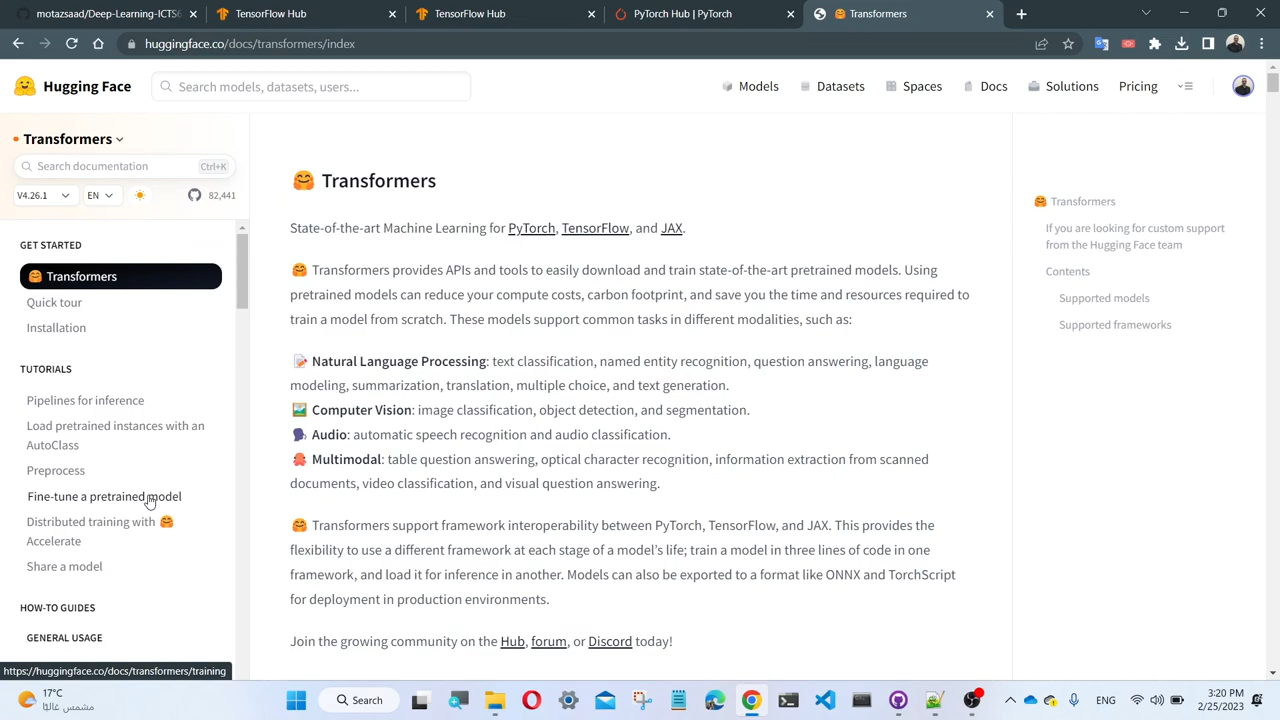 motazsaad/Deep-Learning-ICTS6
TensorFlow Hub
TensorFlow Hub
PyTorch Hub | PyTorch
🤗 Transformers
huggingface.co/docs/transformers/index
Hugging Face
Search models, datasets, users...
Models
Datasets
Spaces
Docs
Solutions
Pricing
Transformers
Search documentation
Ctrl+K
V4.26.1
EN
82,441
GET STARTED
🤗 Transformers
Quick tour
Installation
TUTORIALS
Pipelines for inference
Load pretrained instances with an
AutoClass
Preprocess
Fine-tune a pretrained model
Distributed training with 🤗
Accelerate
Share a model
HOW-TO GUIDES
GENERAL USAGE
https://huggingface.co/docs/transformers/training
🤗 Transformers
State-of-the-art Machine Learning for PyTorch, TensorFlow, and JAX.
🤗 Transformers provides APIs and tools to easily download and train state-of-the-art pretrained models. Using
pretrained models can reduce your compute costs, carbon footprint, and save you the time and resources required to
train a model from scratch. These models support common tasks in different modalities, such as:
📝 Natural Language Processing: text classification, named entity recognition, question answering, language
modeling, summarization, translation, multiple choice, and text generation.
🖼️ Computer Vision: image classification, object detection, and segmentation.
🗣️ Audio: automatic speech recognition and audio classification.
🐙 Multimodal: table question answering, optical character recognition, information extraction from scanned
documents, video classification, and visual question answering.
🤗 Transformers support framework interoperability between PyTorch, TensorFlow, and JAX. This provides the
flexibility to use a different framework at each stage of a model’s life; train a model in three lines of code in one
framework, and load it for inference in another. Models can also be exported to a format like ONNX and TorchScript
for deployment in production environments.
Join the growing community on the Hub, forum, or Discord today!
🤗 Transformers
If you are looking for custom support
from the Hugging Face team
Contents
Supported models
Supported frameworks
17°C
مشمس غالبًا
Search
ENG
3:20 PM
2/25/2023